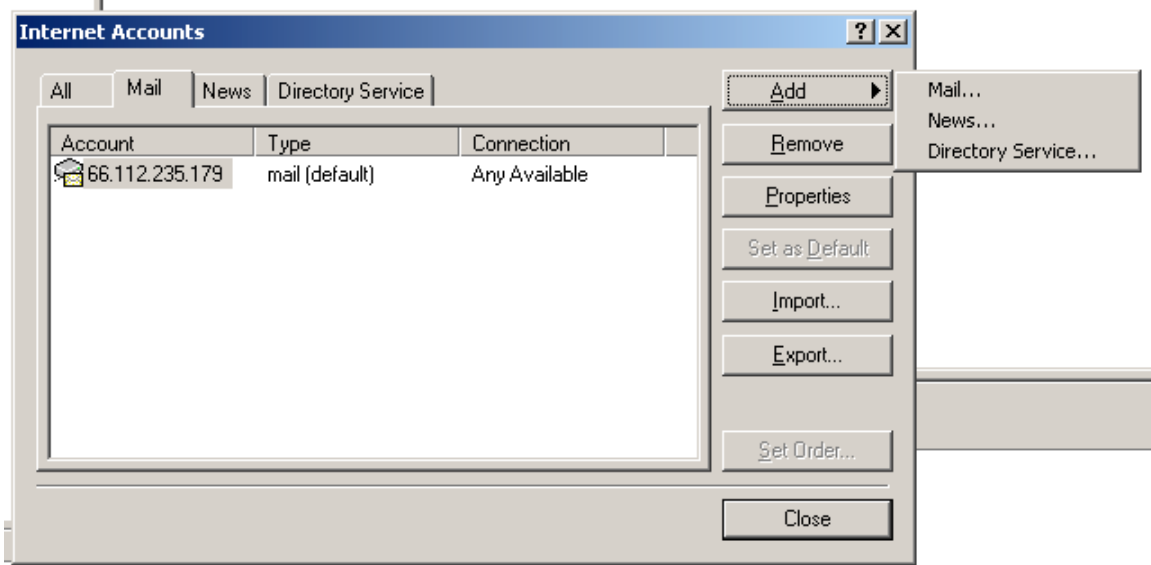 Internet Accounts
All Mail News Directory Service
Add
Mail...
News...
Directory Service...
Account Type Connection
66.112.235.179 mail (default) Any Available
Remove
Properties
Set as Default
Import...
Export...
Set Order...
Close